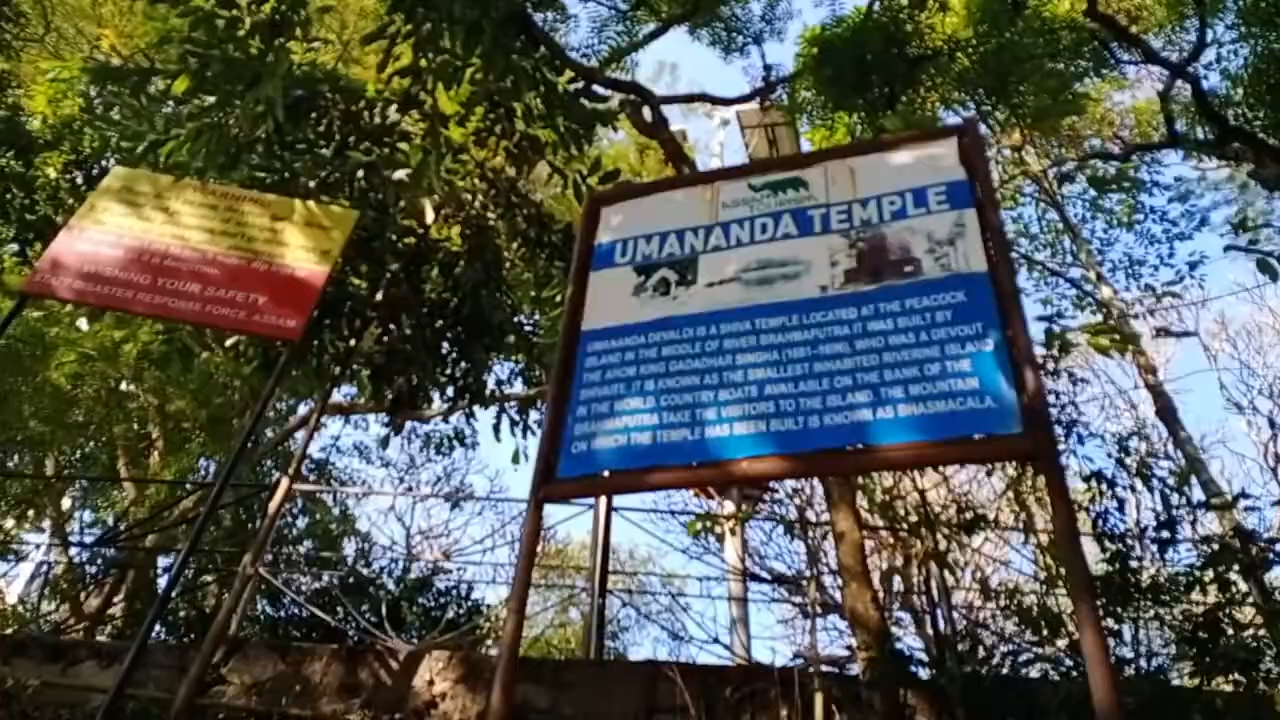 WARNING
WISHING YOUR SAFETY
STATE DISASTER RESPONSE FORCE, ASSAM
ASSAM
TOURISM
UMANANDA TEMPLE
UMANANDA DEVALOI IS A SHIVA TEMPLE LOCATED AT THE PEACOCK
ISLAND IN THE MIDDLE OF RIVER BRAHMAPUTRA IT WAS BUILT BY
THE AHOM KING GADADHAR SINGHA (1681-1696), WHO WAS A DEVOUT
SHIVAITE. IT IS KNOWN AS THE SMALLEST INHABITED RIVERINE ISLAND
IN THE WORLD. COUNTRY BOATS AVAILABLE ON THE BANK OF THE
BRAHMAPUTRA TAKE THE VISITORS TO THE ISLAND. THE MOUNTAIN
ON WHICH THE TEMPLE HAS BEEN BUILT IS KNOWN AS BHASMACALA.